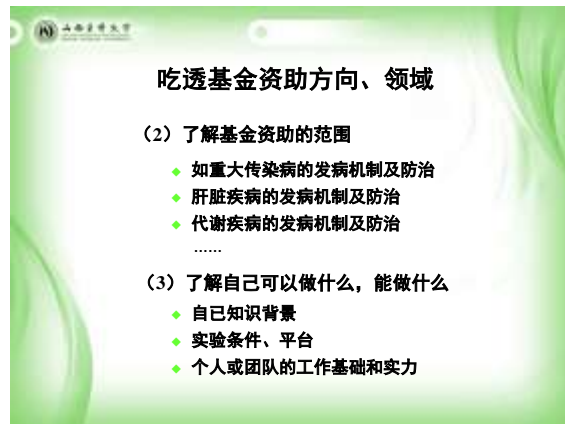 吃透基金资助方向、领域
（2）了解基金资助的范围
如重大传染病的发病机制及防治
肝脏疾病的发病机制及防治
代谢疾病的发病机制及防治
……
（3）了解自己可以做什么，能做什么
自已知识背景
实验条件、平台
个人或团队的工作基础和实力